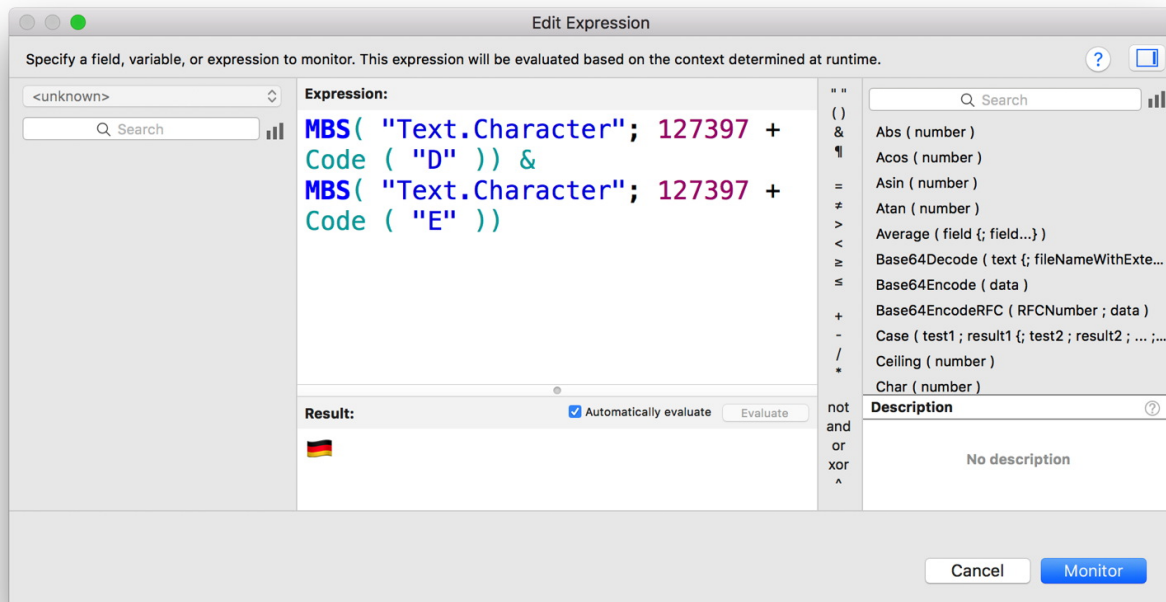 Edit Expression
Specify a field, variable, or expression to monitor. This expression will be evaluated based on the context determined at runtime.
?
<unknown>
Search
Expression:
MBS( "Text.Character"; 127397 +
Code ( "D" )) &
MBS( "Text.Character"; 127397 +
Code ( "E" ))
Result:
Automatically evaluate
Evaluate
🇩🇪
" "
( )
&
¶
=
≠
>
<
≥
≤
+
-
/
*
not
and
or
xor
^
Search
Abs ( number )
Acos ( number )
Asin ( number )
Atan ( number )
Average ( field {; field...} )
Base64Decode ( text {; fileNameWithExte...
Base64Encode ( data )
Base64EncodeRFC ( RFCNumber ; data )
Case ( test1 ; result1 {; test2 ; result2 ; ... ;...
Ceiling ( number )
Char ( number )
Description
?
No description
Cancel
Monitor